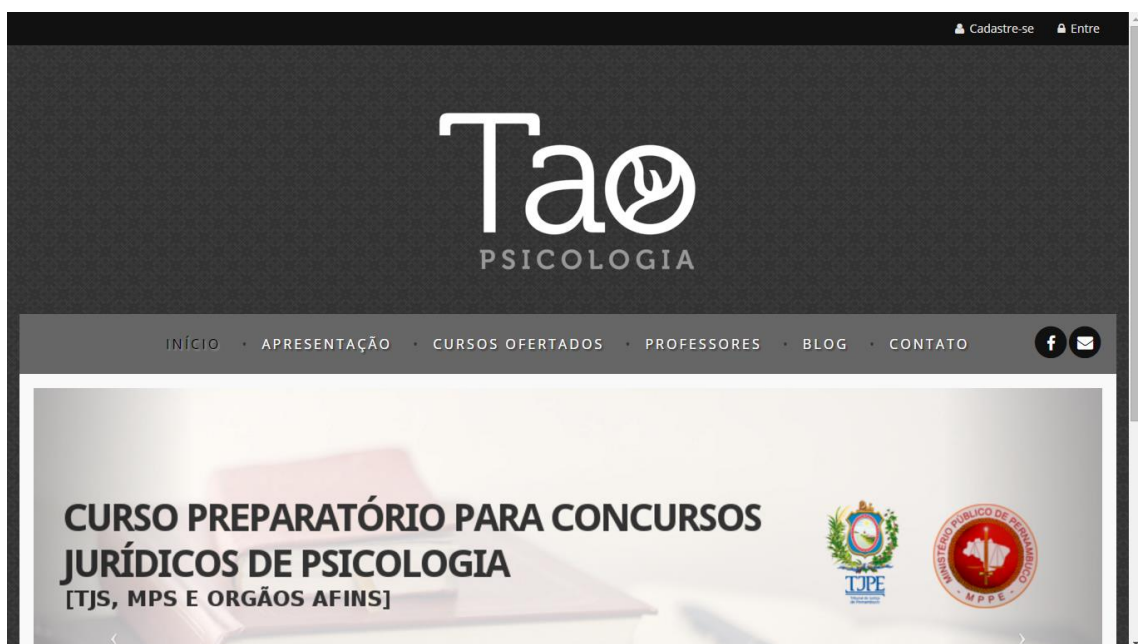 Cadastre-se Entre
Tao
PSICOLOGIA
INÍCIO · APRESENTAÇÃO · CURSOS OFERTADOS · PROFESSORES · BLOG · CONTATO
CURSO PREPARATÓRIO PARA CONCURSOS
JURÍDICOS DE PSICOLOGIA
[TJS, MPS E ORGÃOS AFINS]
TJPE
MINISTÉRIO PÚBLICO DE PERNAMBUCO
- MPPE -